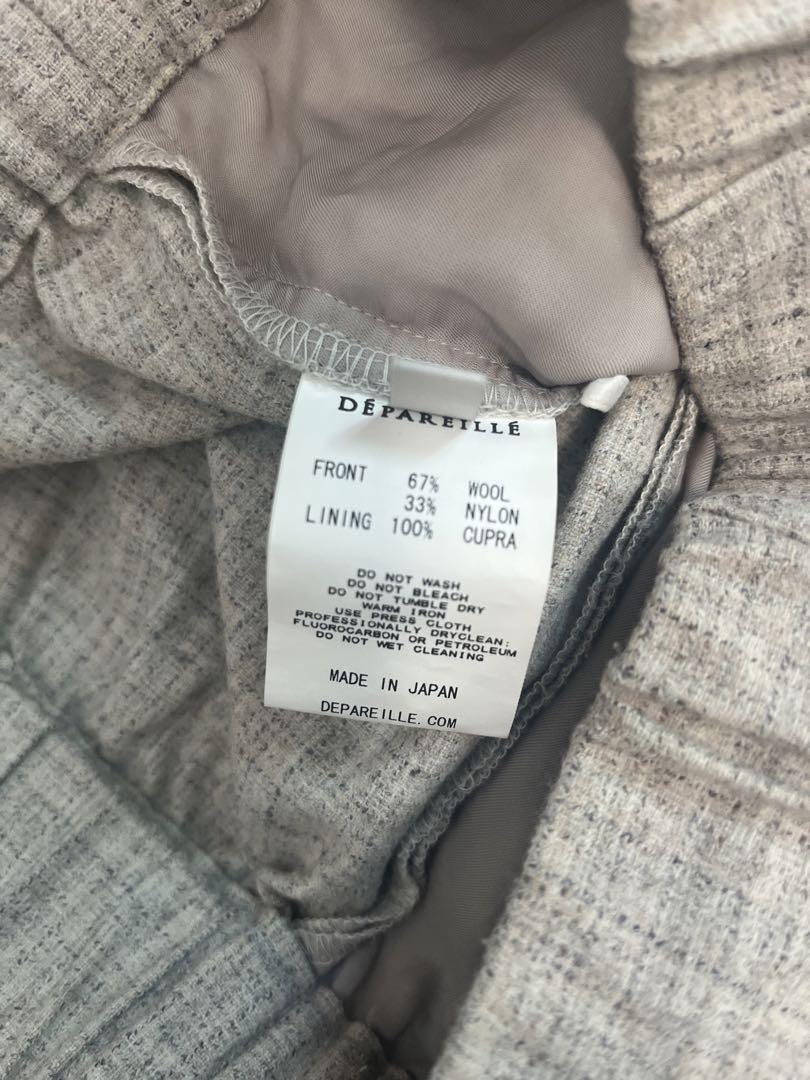 DÉPAREILLÉ
FRONT 67% WOOL
33% NYLON
LINING 100% CUPRA
DO NOT WASH
DO NOT BLEACH
DO NOT TUMBLE DRY
WARM IRON
USE PRESS CLOTH
PROFESSIONALLY DRYCLEAN:
FLUOROCARBON OR PETROLEUM
DO NOT WET CLEANING
MADE IN JAPAN
DEPAREILLE.COM